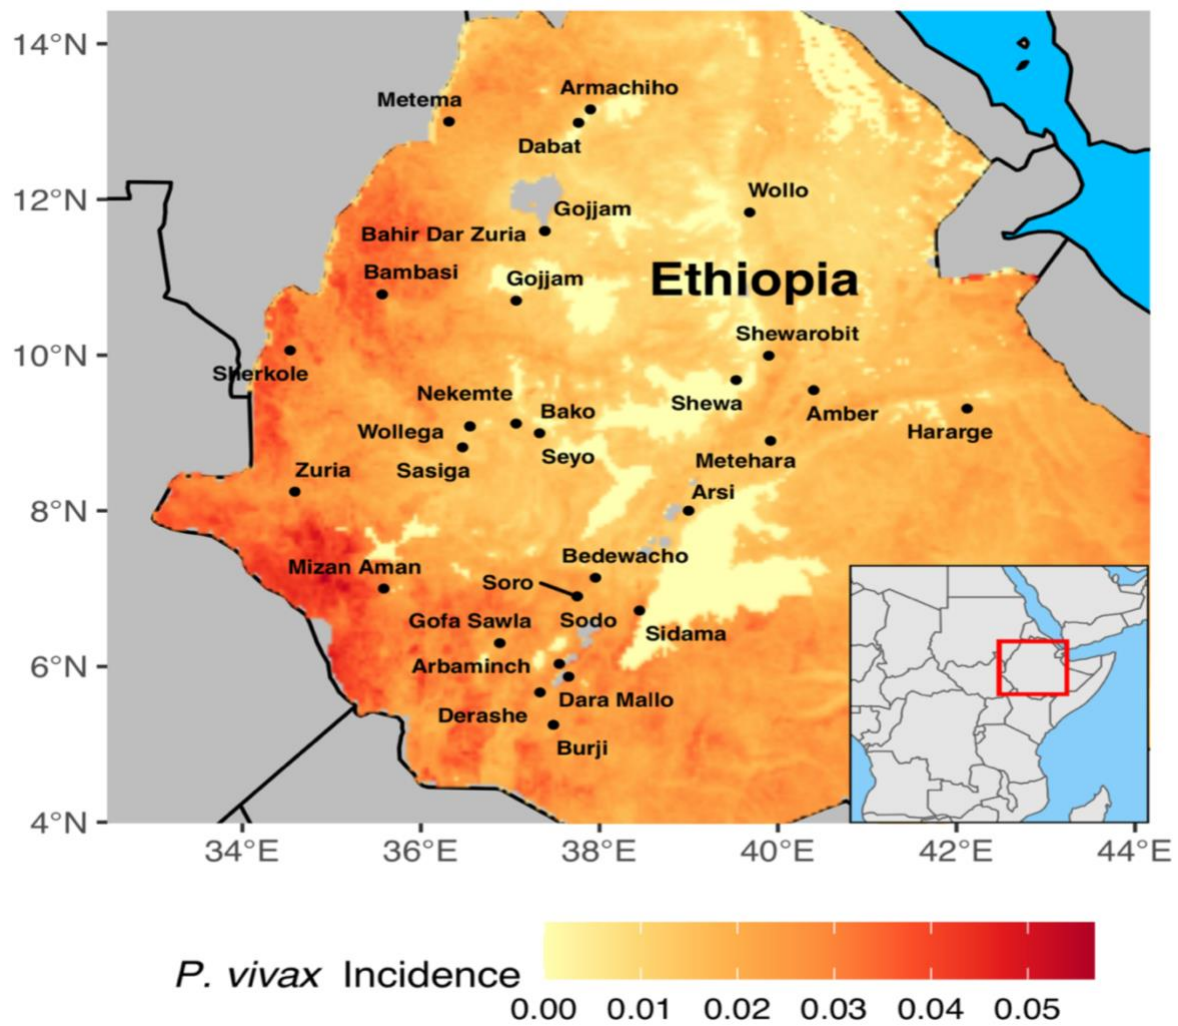 14°N
Metema
Armachiho
Dabat
12°N
Wollo
Gojjam
Bahir Dar Zuria
Bambasi
Gojjam
Ethiopia
Shewarobit
10°N
Sherkole
Nekemte
Bako
Shewa
Amber
Wollega
Hararge
Sasiga
Seyo
Metehara
Zuria
Arsi
8°N
Bedewacho
Mizan Aman
Soro
Gofa Sawla
Sodo
Sidama
6°N
Arbaminch
Dara Mallo
Derashe
Burji
4°N
34°E 36°E 38°E 40°E 42°E 44°E
P. vivax Incidence
0.00 0.01 0.02 0.03 0.04 0.05